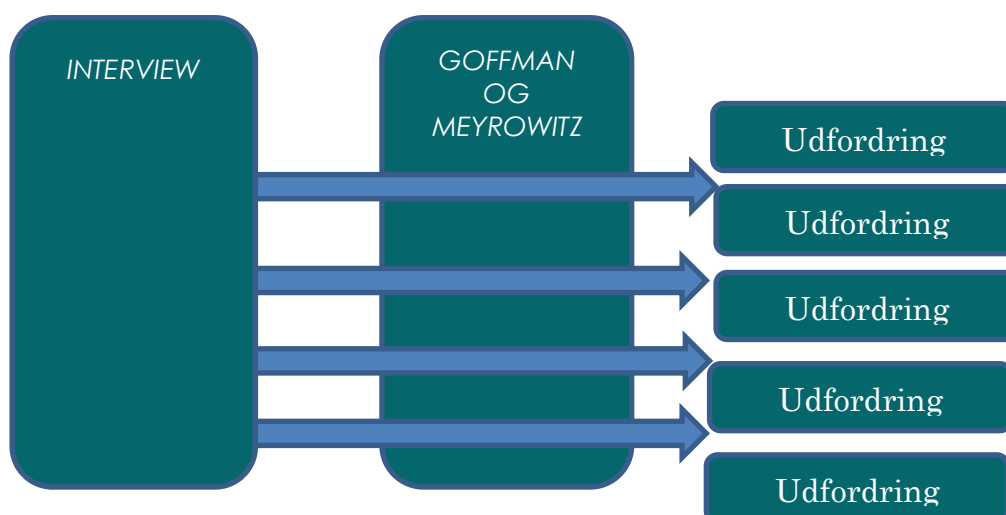 INTERVIEW
GOFFMAN
OG
MEYROWITZ
Udfordring
Udfordring
Udfordring
Udfordring
Udfordring